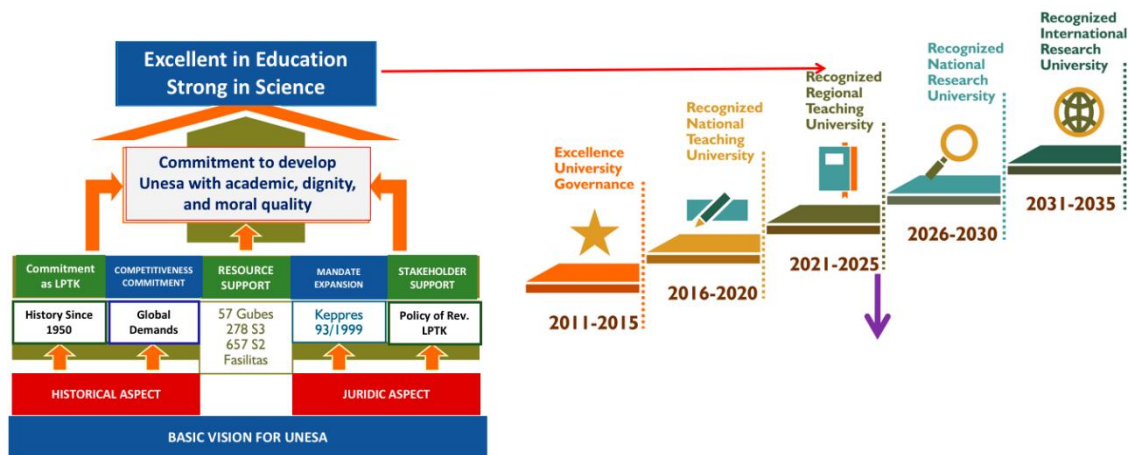 Excellent in Education
Strong in Science
Commitment to develop
Unesa with academic, dignity,
and moral quality
Commitment
as LPTK
COMPETITIVENESS
COMMITMENT
RESOURCE
SUPPORT
MANDATE
EXPANSION
STAKEHOLDER
SUPPORT
History Since
1950
Global
Demands
57 Gubes
278 S3
657 S2
Fasilitas
Keppres
93/1999
Policy of Rev.
LPTK
HISTORICAL ASPECT
JURIDIC ASPECT
BASIC VISION FOR UNESA
Excellence
University
Governance
2011-2015
Recognized
National
Teaching
University
2016-2020
Recognized
Regional
Teaching
University
2021-2025
Recognized
National
Research
University
2026-2030
Recognized
International
Research
University
2031-2035